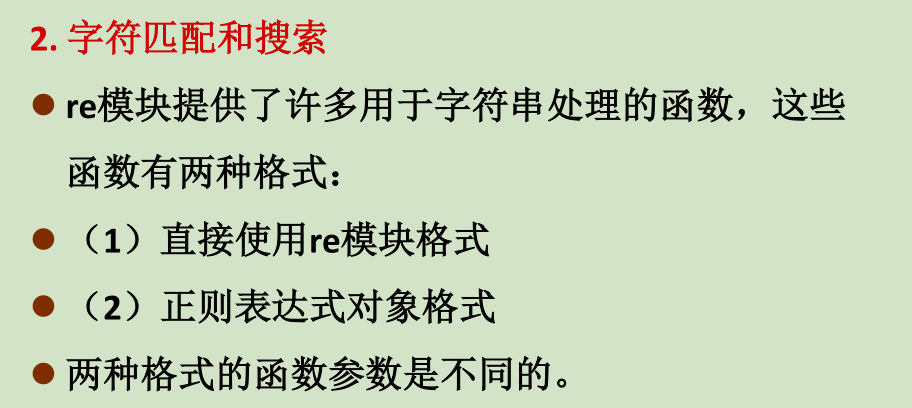 2. 字符匹配和搜索
● re模块提供了许多用于字符串处理的函数，这些
函数有两种格式：
● （1）直接使用re模块格式
● （2）正则表达式对象格式
● 两种格式的函数参数是不同的。